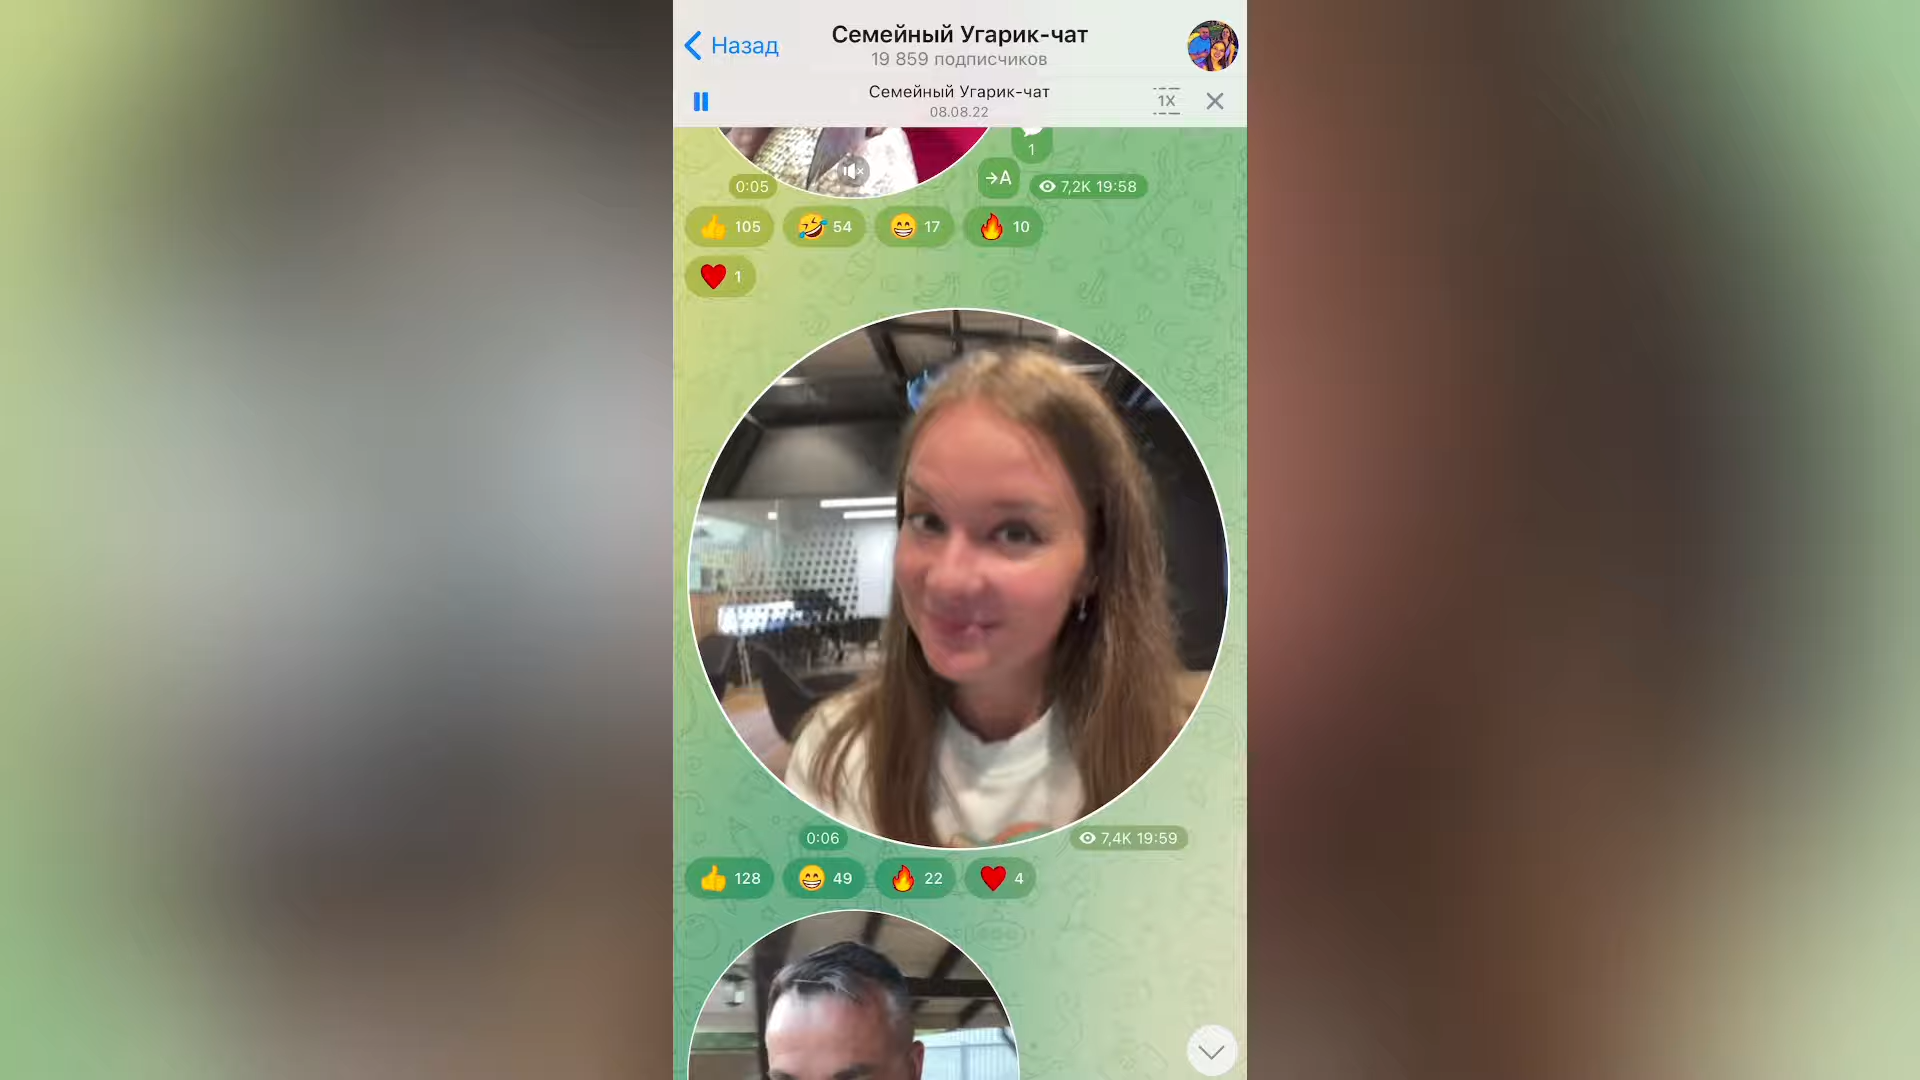 Назад
Семейный Угарик-чат
19 859 подписчиков
Семейный Угарик-чат
08.08.22
1X
1
0:05
→A
7,2K 19:58
105
54
17
10
1
0:06
7,4K 19:59
128
49
22
4